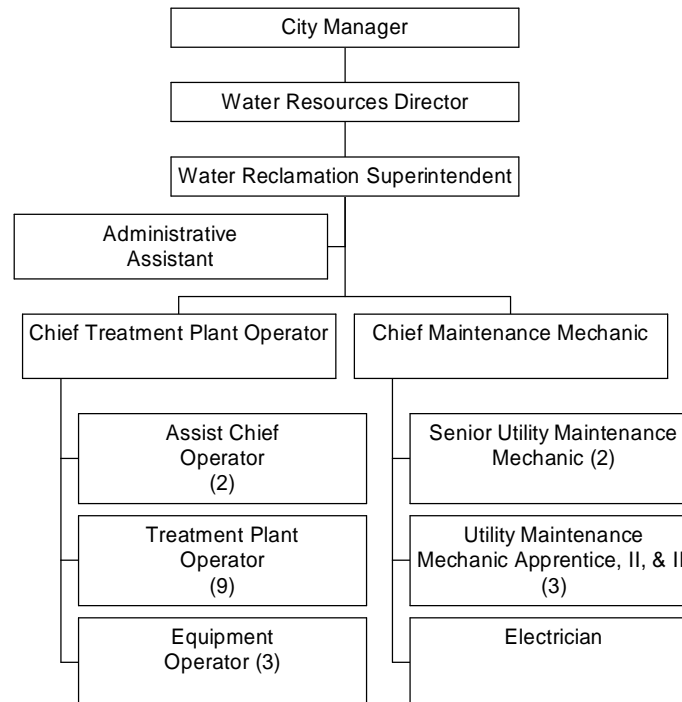 City Manager
Water Resources Director
Water Reclamation Superintendent
Administrative
Assistant
Chief Treatment Plant Operator
Chief Maintenance Mechanic
Assist Chief
Operator
(2)
Senior Utility Maintenance
Mechanic (2)
Treatment Plant
Operator
(9)
Utility Maintenance
Mechanic Apprentice, II, & II
(3)
Equipment
Operator (3)
Electrician